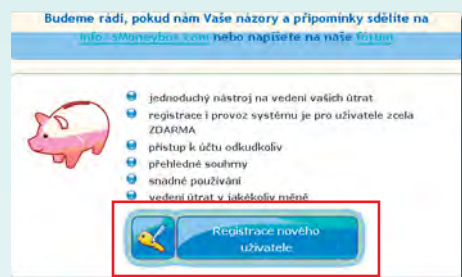 Budeme rádi, pokud nám Vaše názory a připomínky sdělíte na
info@sMoneybox.com nebo napíšete na naše fórum
jednoduchý nástroj na vedení vašich útrat
registrace i provoz systému je pro uživatele zcela
ZDARMA
přístup k účtu odkudkoliv
přehledné souhrny
snadné používání
vedení útrat v jakékoliv měně
Registrace nového
uživatele